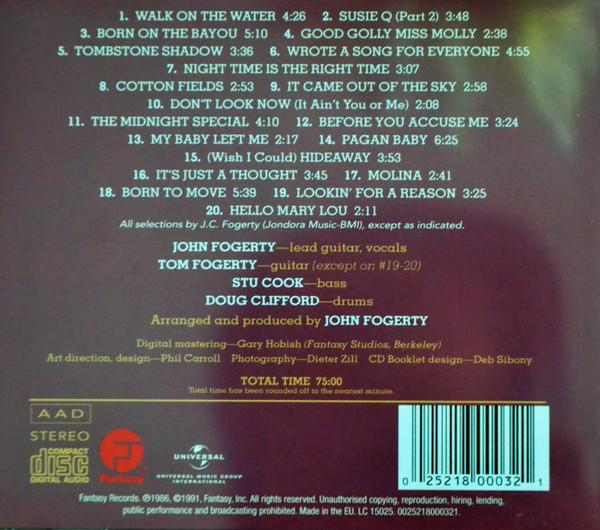 1. WALK ON THE WATER 4:26 2. SUSIE Q (Part 2) 3:48
3. BORN ON THE BAYOU 5:10 4. GOOD GOLLY MISS MOLLY 2:38
5. TOMBSTONE SHADOW 3:36 6. WROTE A SONG FOR EVERYONE 4:55
7. NIGHT TIME IS THE RIGHT TIME 3:07
8. COTTON FIELDS 2:53 9. IT CAME OUT OF THE SKY 2:58
10. DON'T LOOK NOW (It Ain't You or Me) 2:08
11. THE MIDNIGHT SPECIAL 4:10 12. BEFORE YOU ACCUSE ME 3:24
13. MY BABY LEFT ME 2:17 14. PAGAN BABY 6:25
15. (Wish I Could) HIDEAWAY 3:53
16. IT'S JUST A THOUGHT 3:45 17. MOLINA 2:41
18. BORN TO MOVE 5:39 19. LOOKIN' FOR A REASON 3:25
20. HELLO MARY LOU 2:11
All selections by J.C. Fogerty (Jondora Music-BMI), except as indicated.
JOHN FOGERTY—lead guitar, vocals
TOM FOGERTY—guitar (except on #19-20)
STU COOK—bass
DOUG CLIFFORD—drums
Arranged and produced by JOHN FOGERTY
Digital mastering—Gary Hobish (Fantasy Studios, Berkeley)
Art direction, design—Phil Carroll Photography—Dieter Zill CD Booklet design—Deb Sibony
TOTAL TIME 75:00
Total time has been rounded off to the nearest minute.
AAD
STEREO
COMPACT
disc
DIGITAL AUDIO
Fantasy
UNIVERSAL
UNIVERSAL MUSIC GROUP
INTERNATIONAL
0 25218 00032 1
Fantasy Records. ℗1986, ©1991, Fantasy, Inc. All rights reserved. Unauthorised copying, reproduction, hiring, lending,
public performance and broadcasting prohibited. Made in the EU. LC 15025. 0025218000321.